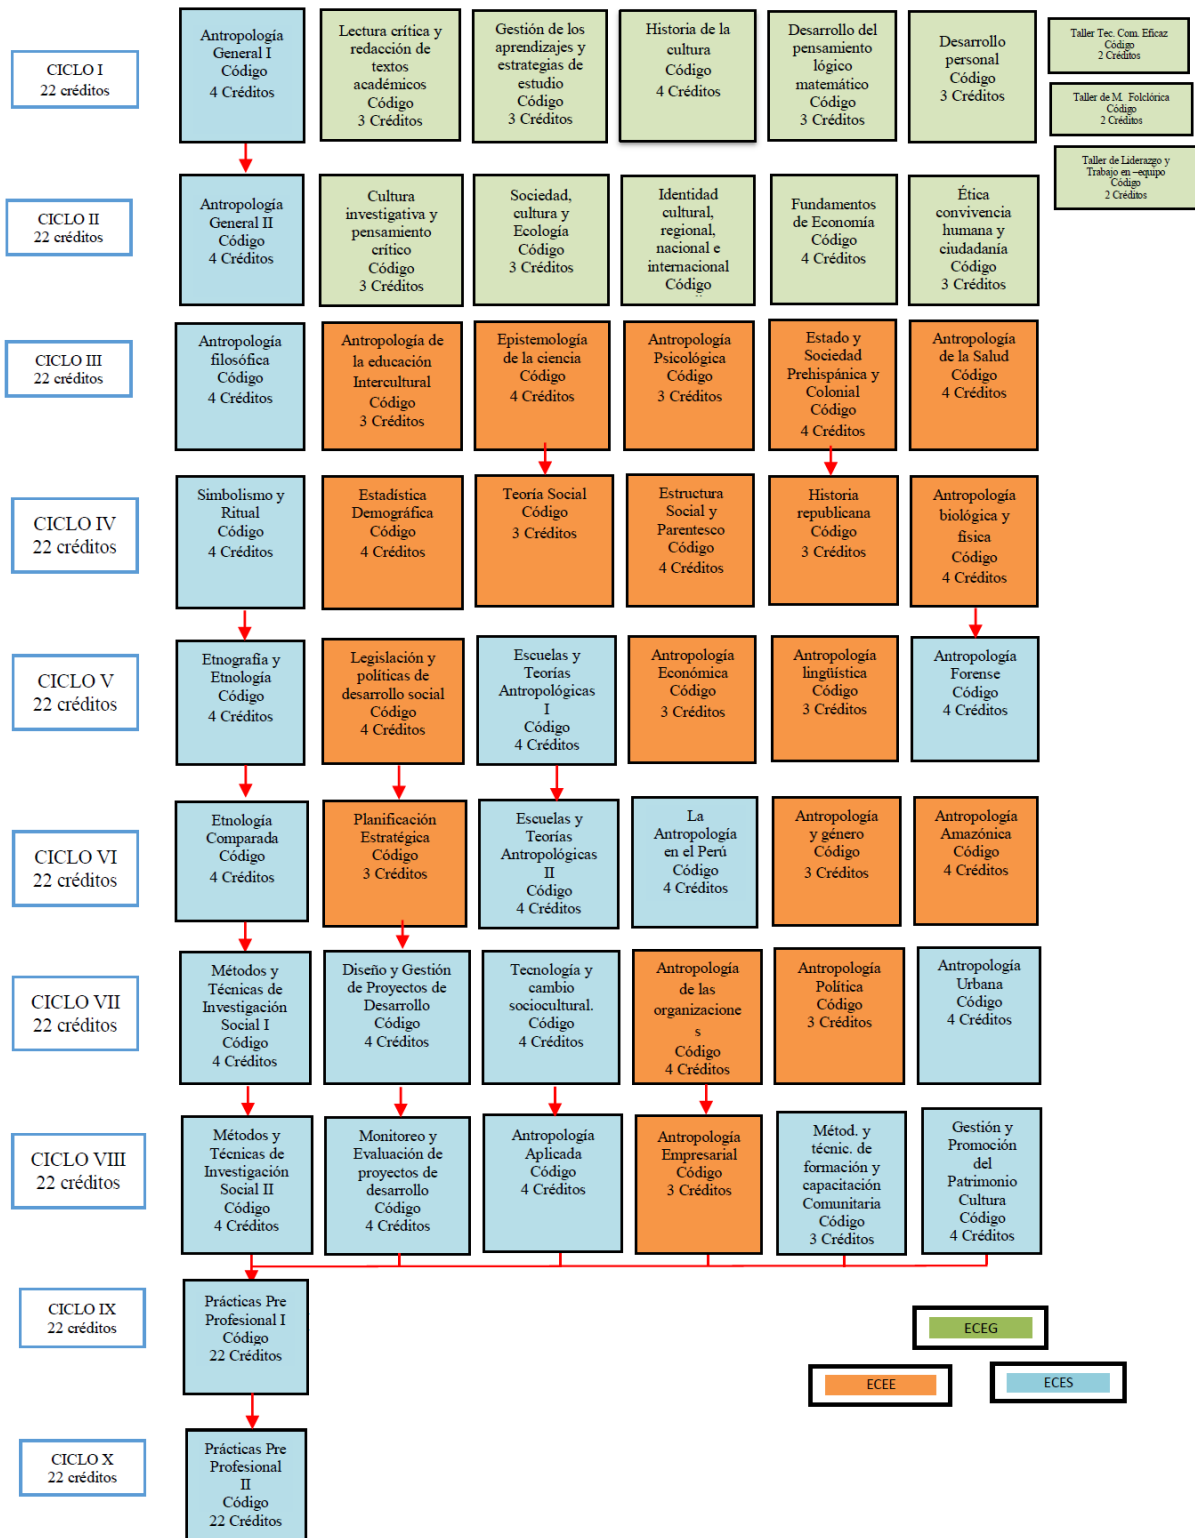 CICLO I
22 créditos
Antropología
General I
Código
4 Créditos
Lectura crítica y
redacción de
textos
académicos
Código
3 Créditos
Gestión de los
aprendizajes y
estrategias de
estudio
Código
3 Créditos
Historia de la
cultura
Código
4 Créditos
Desarrollo del
pensamiento
lógico
matemático
Código
3 Créditos
Desarrollo
personal
Código
3 Créditos
Taller Tec. Com. Eficaz
Código
2 Créditos
Taller de M. Folclórica
Código
2 Créditos
Taller de Liderazgo y
Trabajo en –equipo
Código
2 Créditos
CICLO II
22 créditos
Antropología
General II
Código
4 Créditos
Cultura
investigativa y
pensamiento
crítico
Código
3 Créditos
Sociedad,
cultura y
Ecología
Código
3 Créditos
Identidad
cultural,
regional,
nacional e
internacional
Código
Fundamentos
de Economía
Código
4 Créditos
Ética
convivencia
humana y
ciudadanía
Código
3 Créditos
CICLO III
22 créditos
Antropología
filosófica
Código
4 Créditos
Antropología de
la educación
Intercultural
Código
3 Créditos
Epistemología
de la ciencia
Código
4 Créditos
Antropología
Psicológica
Código
3 Créditos
Estado y
Sociedad
Prehispánica y
Colonial
Código
4 Créditos
Antropología
de la Salud
Código
4 Créditos
CICLO IV
22 créditos
Simbolismo y
Ritual
Código
4 Créditos
Estadística
Demográfica
Código
4 Créditos
Teoría Social
Código
3 Créditos
Estructura
Social y
Parentesco
Código
4 Créditos
Historia
republicana
Código
3 Créditos
Antropología
biológica y
física
Código
4 Créditos
CICLO V
22 créditos
Etnografía y
Etnología
Código
4 Créditos
Legislación y
políticas de
desarrollo social
Código
4 Créditos
Escuelas y
Teorías
Antropológicas
I
Código
4 Créditos
Antropología
Económica
Código
3 Créditos
Antropología
lingüística
Código
3 Créditos
Antropología
Forense
Código
4 Créditos
CICLO VI
22 créditos
Etnología
Comparada
Código
4 Créditos
Planificación
Estratégica
Código
3 Créditos
Escuelas y
Teorías
Antropológicas
II
Código
4 Créditos
La
Antropología
en el Perú
Código
4 Créditos
Antropología
y género
Código
3 Créditos
Antropología
Amazónica
Código
4 Créditos
CICLO VII
22 créditos
Métodos y
Técnicas de
Investigación
Social I
Código
4 Créditos
Diseño y Gestión
de Proyectos de
Desarrollo
Código
4 Créditos
Tecnología y
cambio
sociocultural.
Código
4 Créditos
Antropología
de las
organizacione
s
Código
4 Créditos
Antropología
Política
Código
3 Créditos
Antropología
Urbana
Código
4 Créditos
CICLO VIII
22 créditos
Métodos y
Técnicas de
Investigación
Social II
Código
4 Créditos
Monitoreo y
Evaluación de
proyectos de
desarrollo
Código
4 Créditos
Antropología
Aplicada
Código
4 Créditos
Antropología
Empresarial
Código
3 Créditos
Métod. y
técnic. de
formación y
capacitación
Comunitaria
Código
3 Créditos
Gestión y
Promoción
del
Patrimonio
Cultura
Código
4 Créditos
CICLO IX
22 créditos
Prácticas Pre
Profesional I
Código
22 Créditos
ECEG
ECEE
ECES
CICLO X
22 créditos
Prácticas Pre
Profesional
II
Código
22 Créditos